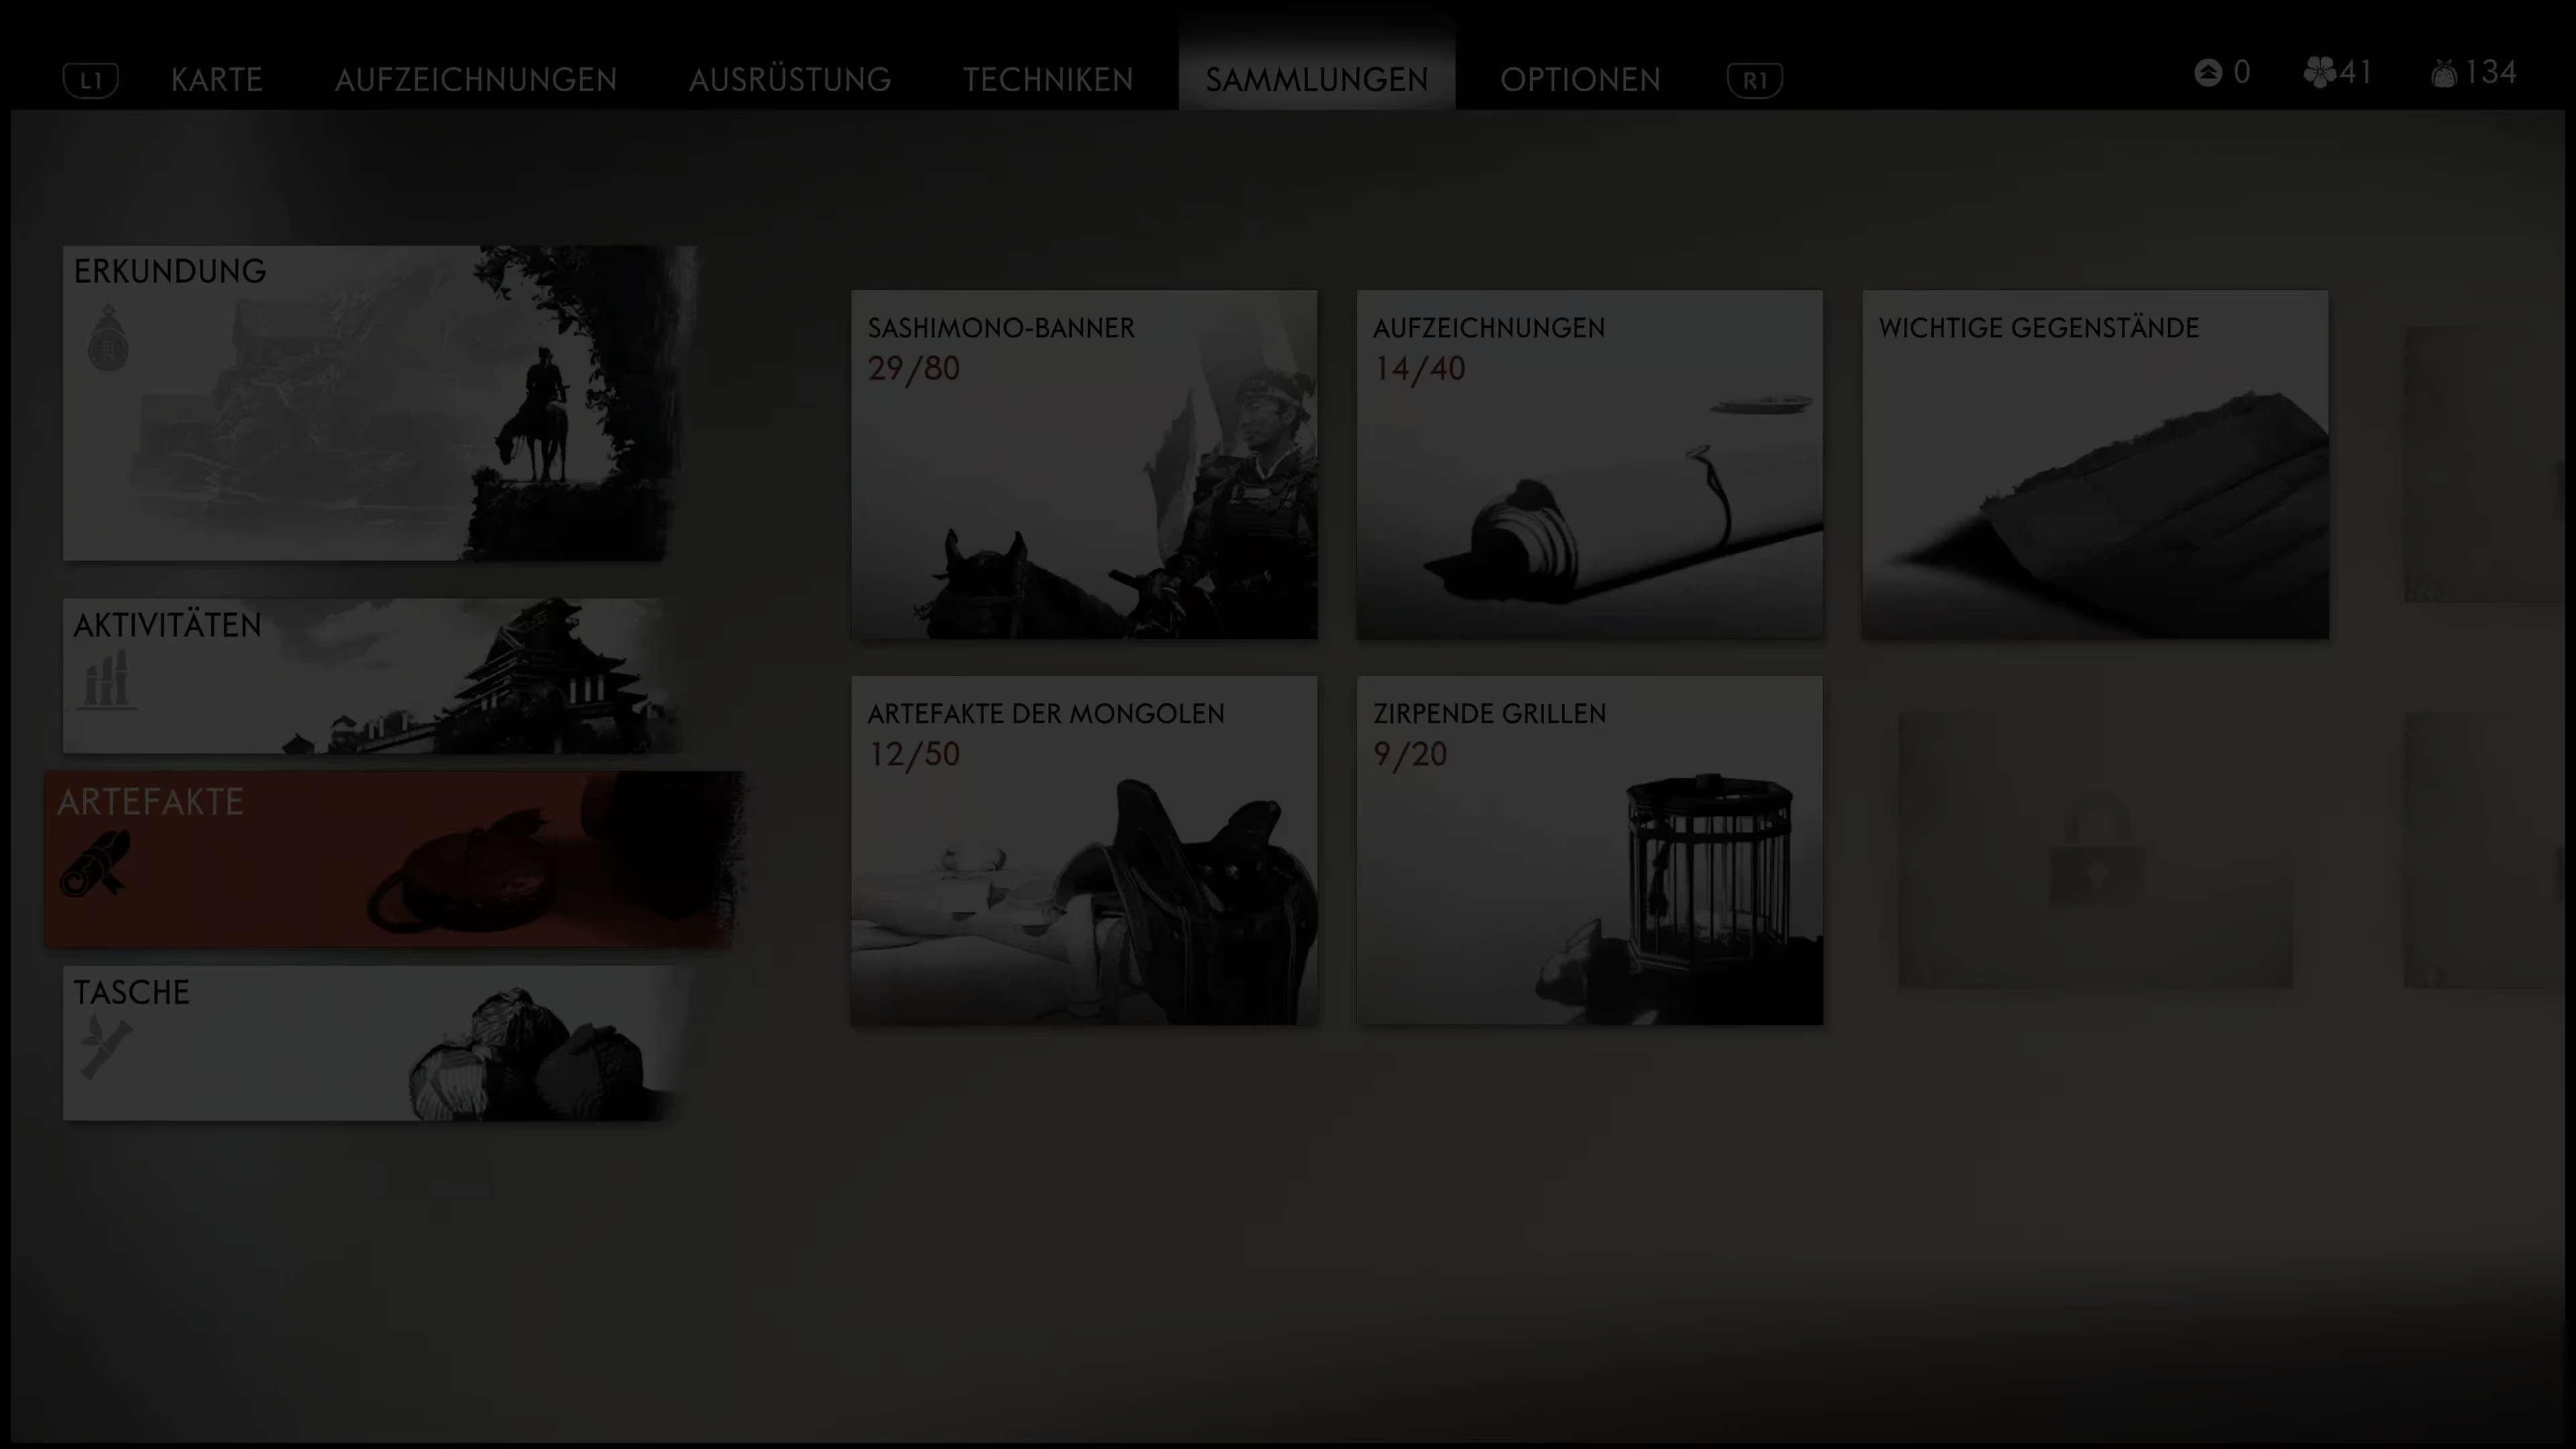 L1 KARTE AUFZEICHNUNGEN AUSRÜSTUNG TECHNIKEN SAMMLUNGEN OPTIONEN R1 0 41 134
ERKUNDUNG
AKTIVITÄTEN
ARTEFAKTE
TASCHE
SASHIMONO-BANNER
29/80
AUFZEICHNUNGEN
14/40
WICHTIGE GEGENSTÄNDE
ARTEFAKTE DER MONGOLEN
12/50
ZIRPENDE GRILLEN
9/20